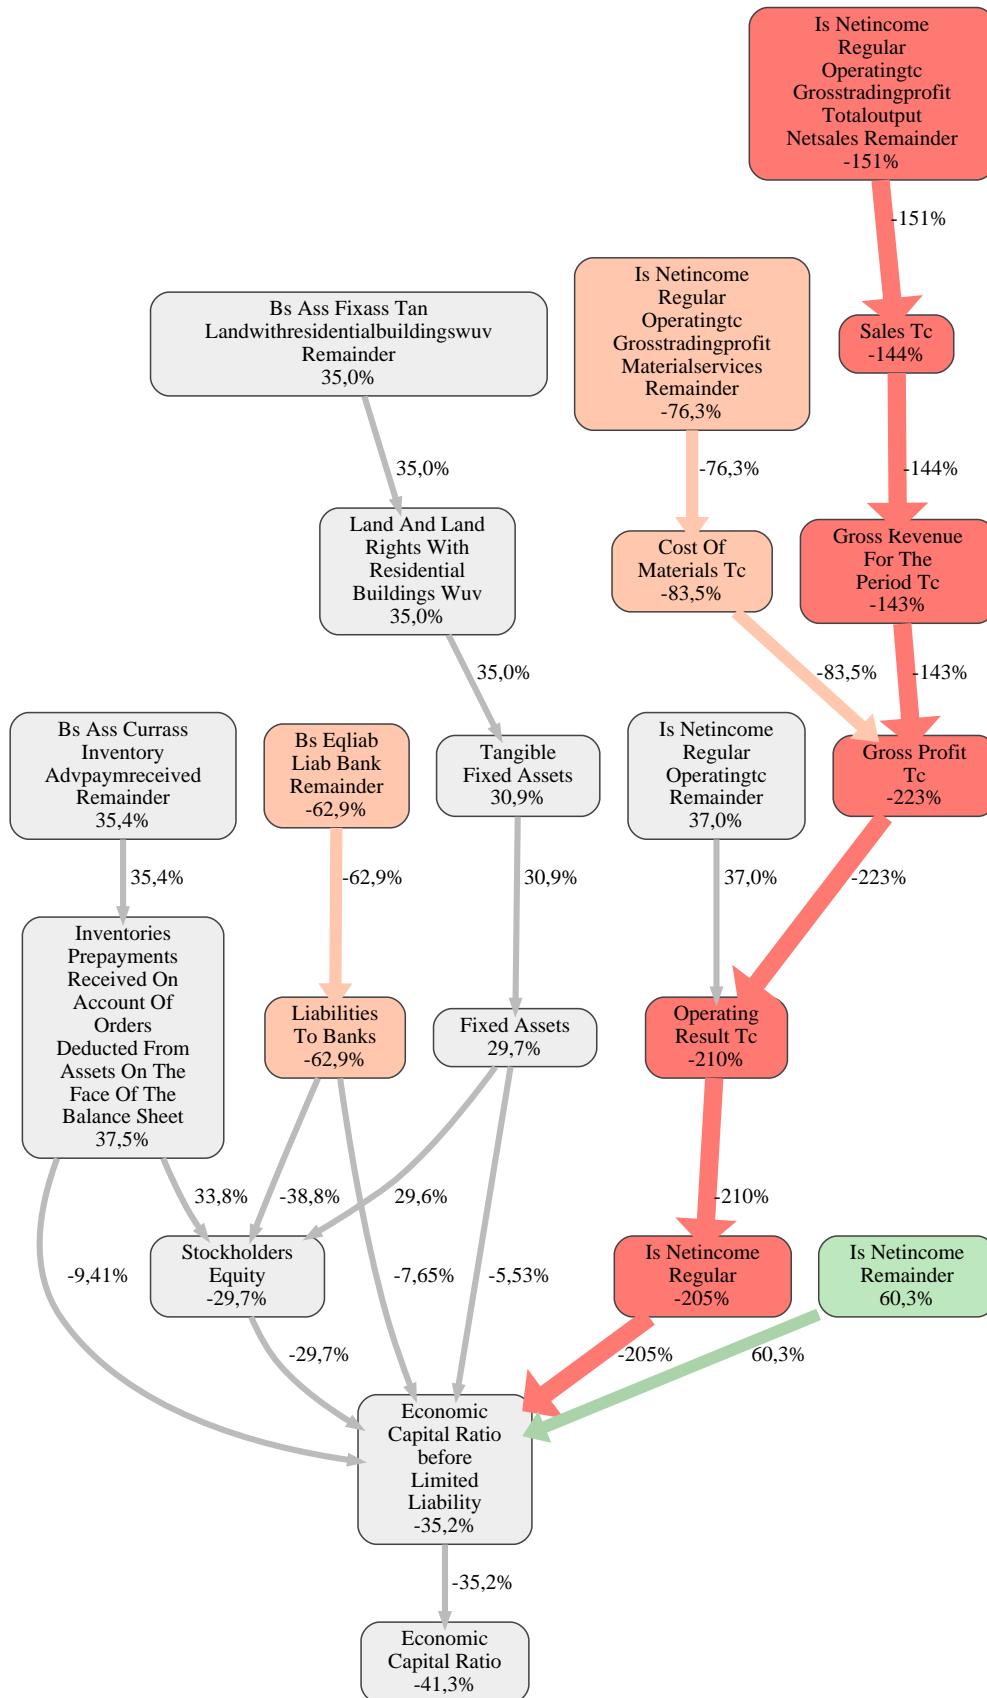 Is Netincome
Regular
Operatingtc
Grosstradingprofit
Totaloutput
Netsales Remainder
-151%
-151%
Is Netincome
Regular
Operatingtc
Grosstradingprofit
Materialservices
Remainder
-76,3%
Bs Ass Fixass Tan
Landwithresidentialbuildingswuv
Remainder
35,0%
Sales Tc
-144%
35,0%
-76,3%
-144%
Land And Land
Rights With
Residential
Buildings Wuv
35,0%
Cost Of
Materials Tc
-83,5%
Gross Revenue
For The
Period Tc
-143%
35,0%
-83,5%
-143%
Bs Ass Currass
Inventory
Advpaymreceived
Remainder
35,4%
Bs Eqliab
Liab Bank
Remainder
-62,9%
Tangible
Fixed Assets
30,9%
Is Netincome
Regular
Operatingtc
Remainder
37,0%
Gross Profit
Tc
-223%
35,4%
-62,9%
30,9%
37,0%
-223%
Inventories
Prepayments
Received On
Account Of
Orders
Deducted From
Assets On The
Face Of The
Balance Sheet
37,5%
Liabilities
To Banks
-62,9%
Fixed Assets
29,7%
Operating
Result Tc
-210%
33,8%
-38,8%
29,6%
-210%
Stockholders
Equity
-29,7%
Is Netincome
Regular
-205%
Is Netincome
Remainder
60,3%
-9,41%
-7,65%
-5,53%
-29,7%
-205%
60,3%
Economic
Capital Ratio
before
Limited
Liability
-35,2%
-35,2%
Economic
Capital Ratio
-41,3%